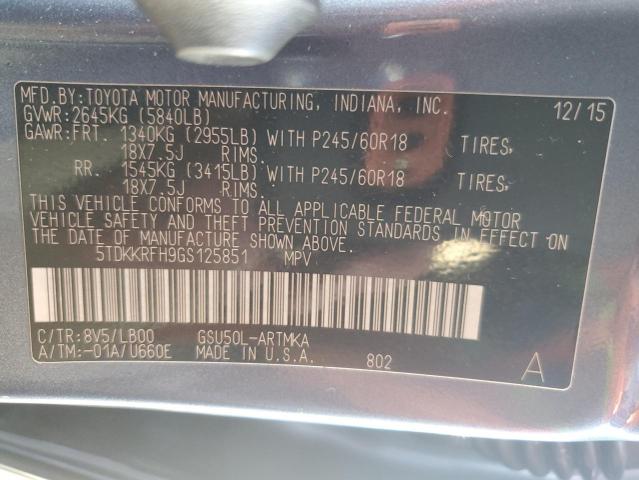 MFD.BY:TOYOTA MOTOR MANUFACTURING, INDIANA, INC. 12/15
GVWR:2645KG (5840LB)
GAWR:FRT. 1340KG (2955LB) WITH P245/60R18 TIRES,
18X7.5J RIMS.
RR. 1545KG (3415LB) WITH P245/60R18 TIRES,
18X7.5J RIMS.
THIS VEHICLE CONFORMS TO ALL APPLICABLE FEDERAL MOTOR
VEHICLE SAFETY AND THEFT PREVENTION STANDARDS IN EFFECT ON
THE DATE OF MANUFACTURE SHOWN ABOVE.
5TDKKRFH9GS125851 MPV
C/TR:8V5/LB00 GSU50L-ARTMKA
A/TM:-01A/U660E MADE IN U.S.A. 802 A